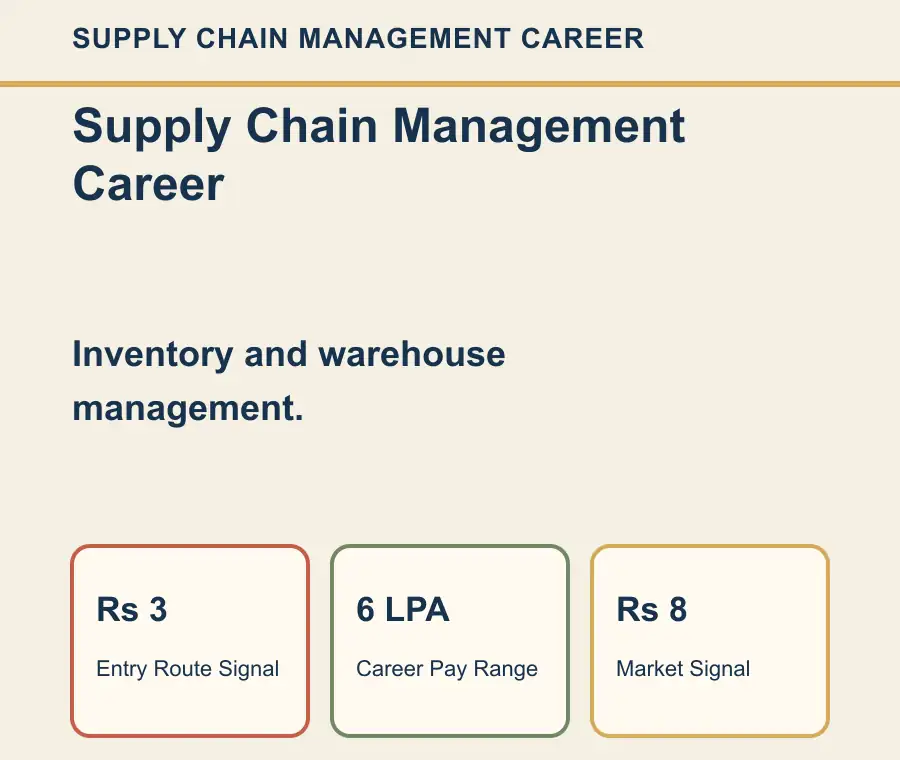 SUPPLY CHAIN MANAGEMENT CAREER
Supply Chain Management
Career
Inventory and warehouse
management.
Rs 3
Entry Route Signal
6 LPA
Career Pay Range
Rs 8
Market Signal